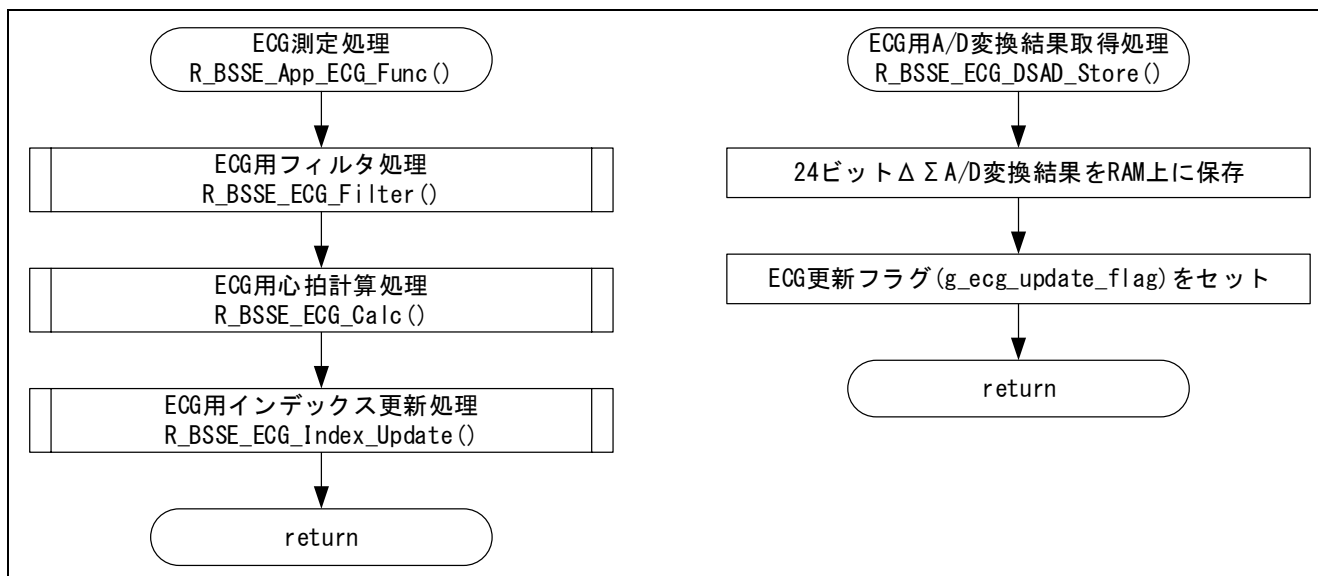 ECG測定処理
R_BSSE_App_ECG_Func()
ECG用フィルタ処理
R_BSSE_ECG_Filter()
ECG用心拍計算処理
R_BSSE_ECG_Calc()
ECG用インデックス更新処理
R_BSSE_ECG_Index_Update()
return
ECG用A/D変換結果取得処理
R_BSSE_ECG_DSAD_Store()
24ビットΔΣA/D変換結果をRAM上に保存
ECG更新フラグ(g_ecg_update_flag)をセット
return